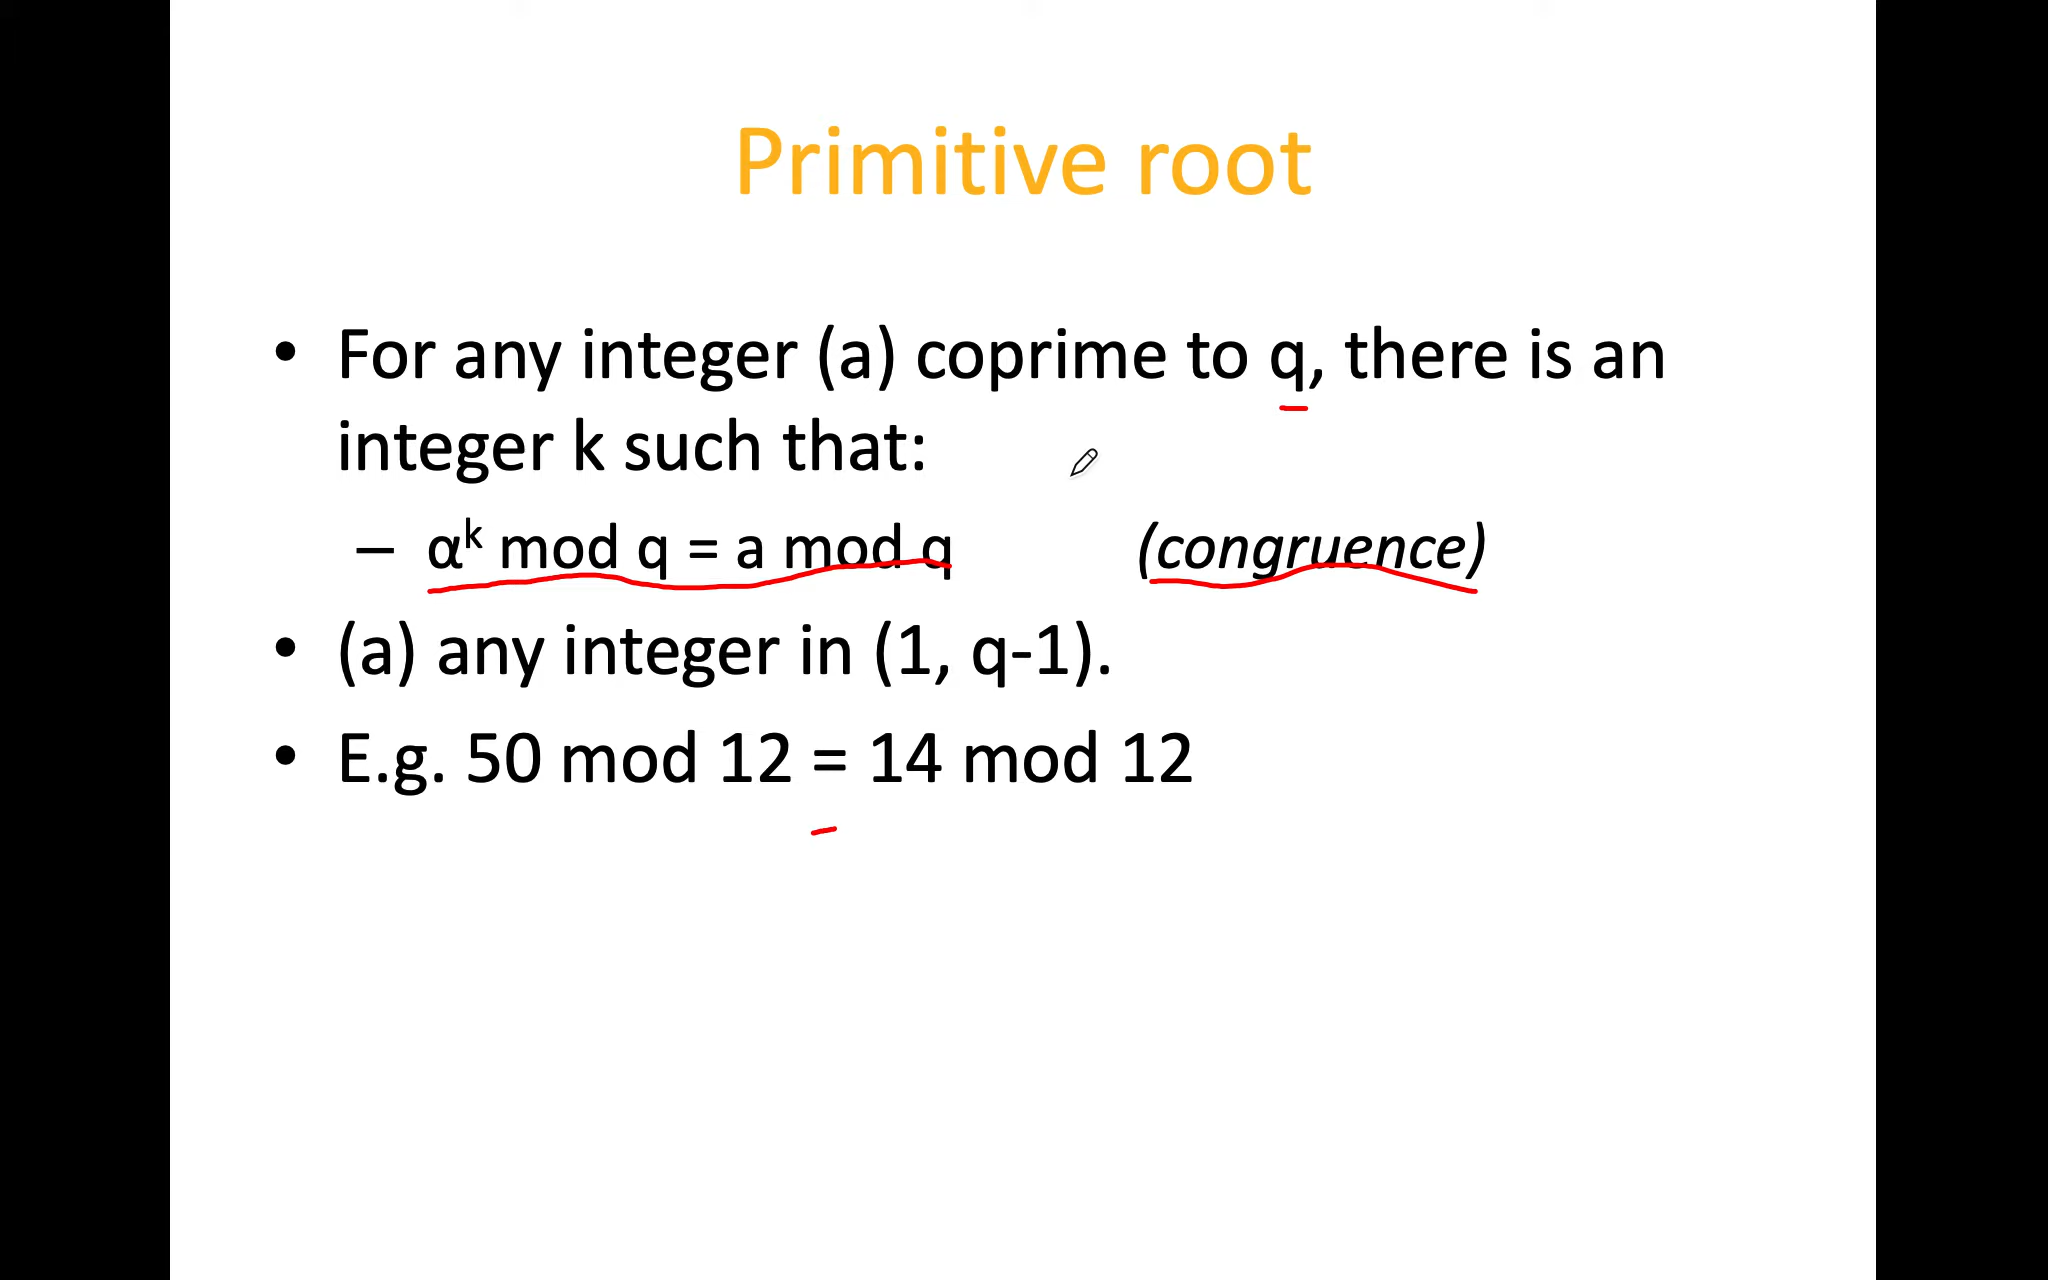 Primitive root
• For any integer (a) coprime to q, there is an
integer k such that:
– α^k mod q = a mod q (congruence)
• (a) any integer in (1, q-1).
• E.g. 50 mod 12 = 14 mod 12